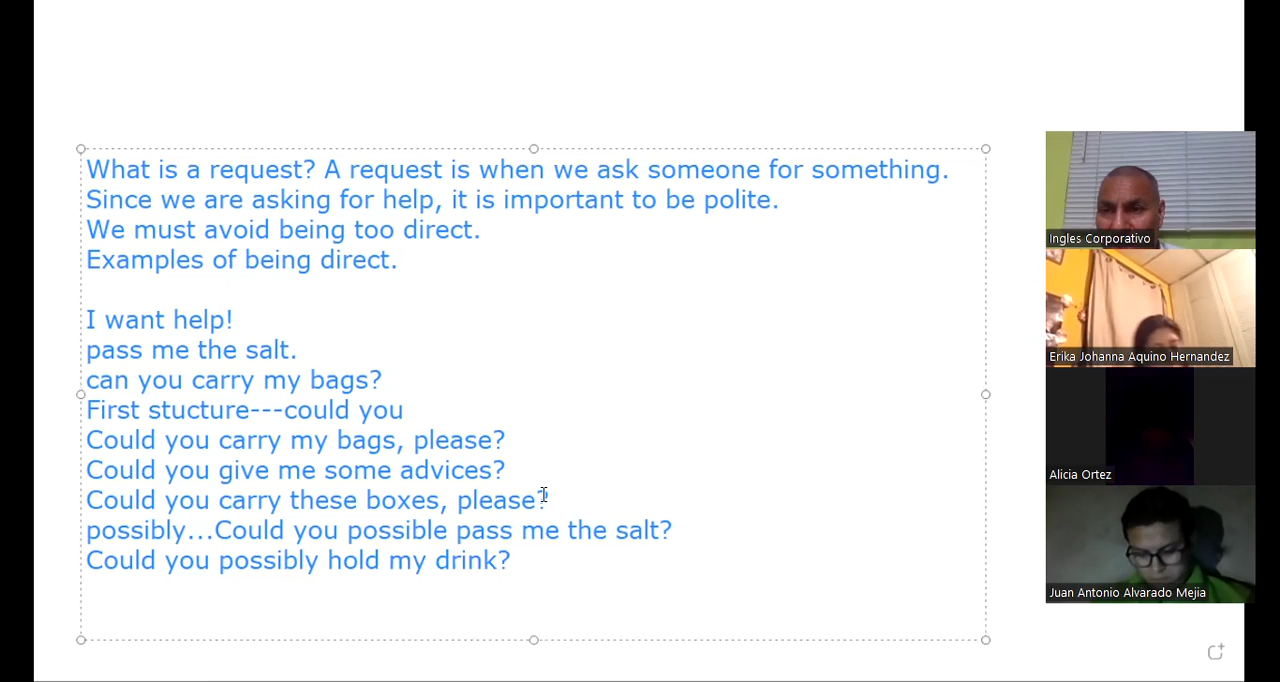 What is a request? A request is when we ask someone for something.
Since we are asking for help, it is important to be polite.
We must avoid being too direct.
Examples of being direct.
I want help!
pass me the salt.
can you carry my bags?
First stucture---could you
Could you carry my bags, please?
Could you give me some advices?
Could you carry these boxes, please?
possibly...Could you possible pass me the salt?
Could you possibly hold my drink?
Ingles Corporativo
Erika Johanna Aquino Hernandez
Alicia Ortez
Juan Antonio Alvarado Mejia